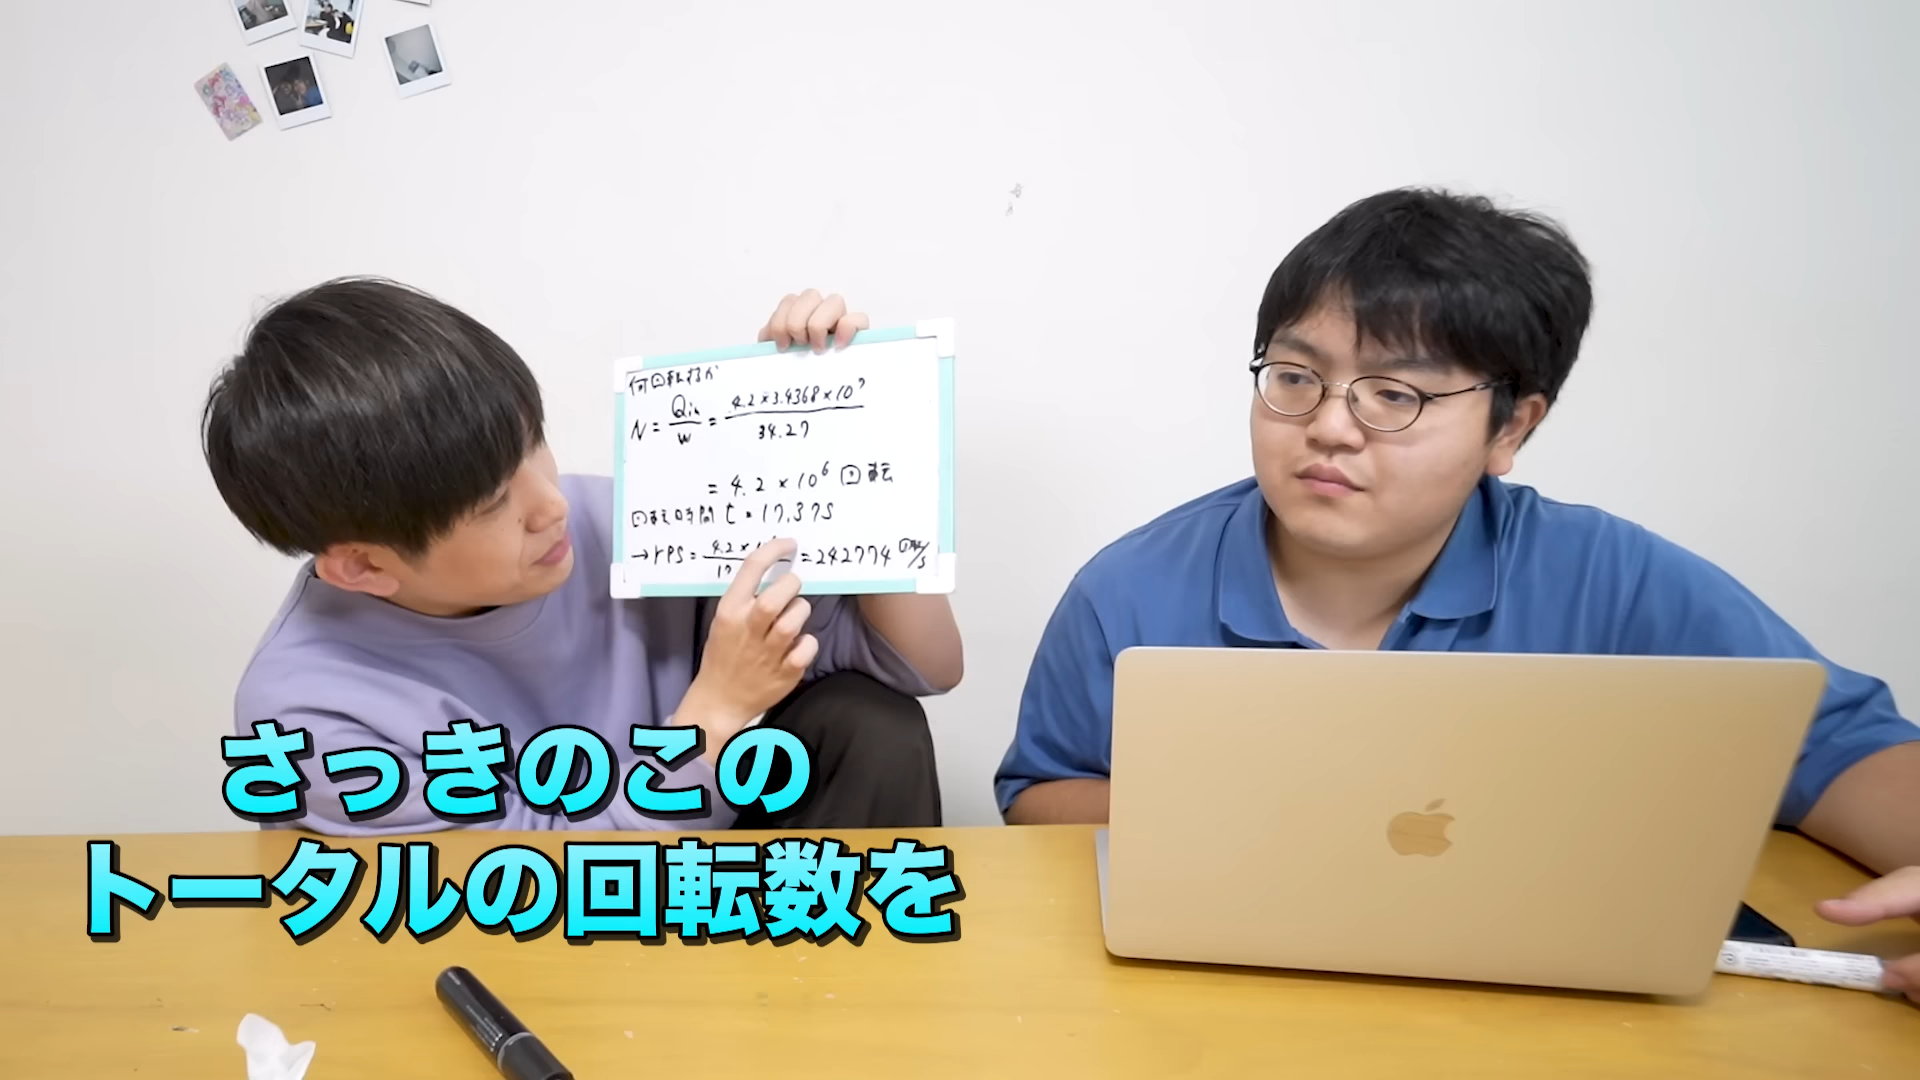 何回転するか
N = Qin/W = 4.2×3.4368×10⁷/34.27
= 4.2×10⁶ 回転
回転時間 t = 17.37s
→ rps = 4.2× = 242774 回転/s
さっきのこの
トータルの回転数を